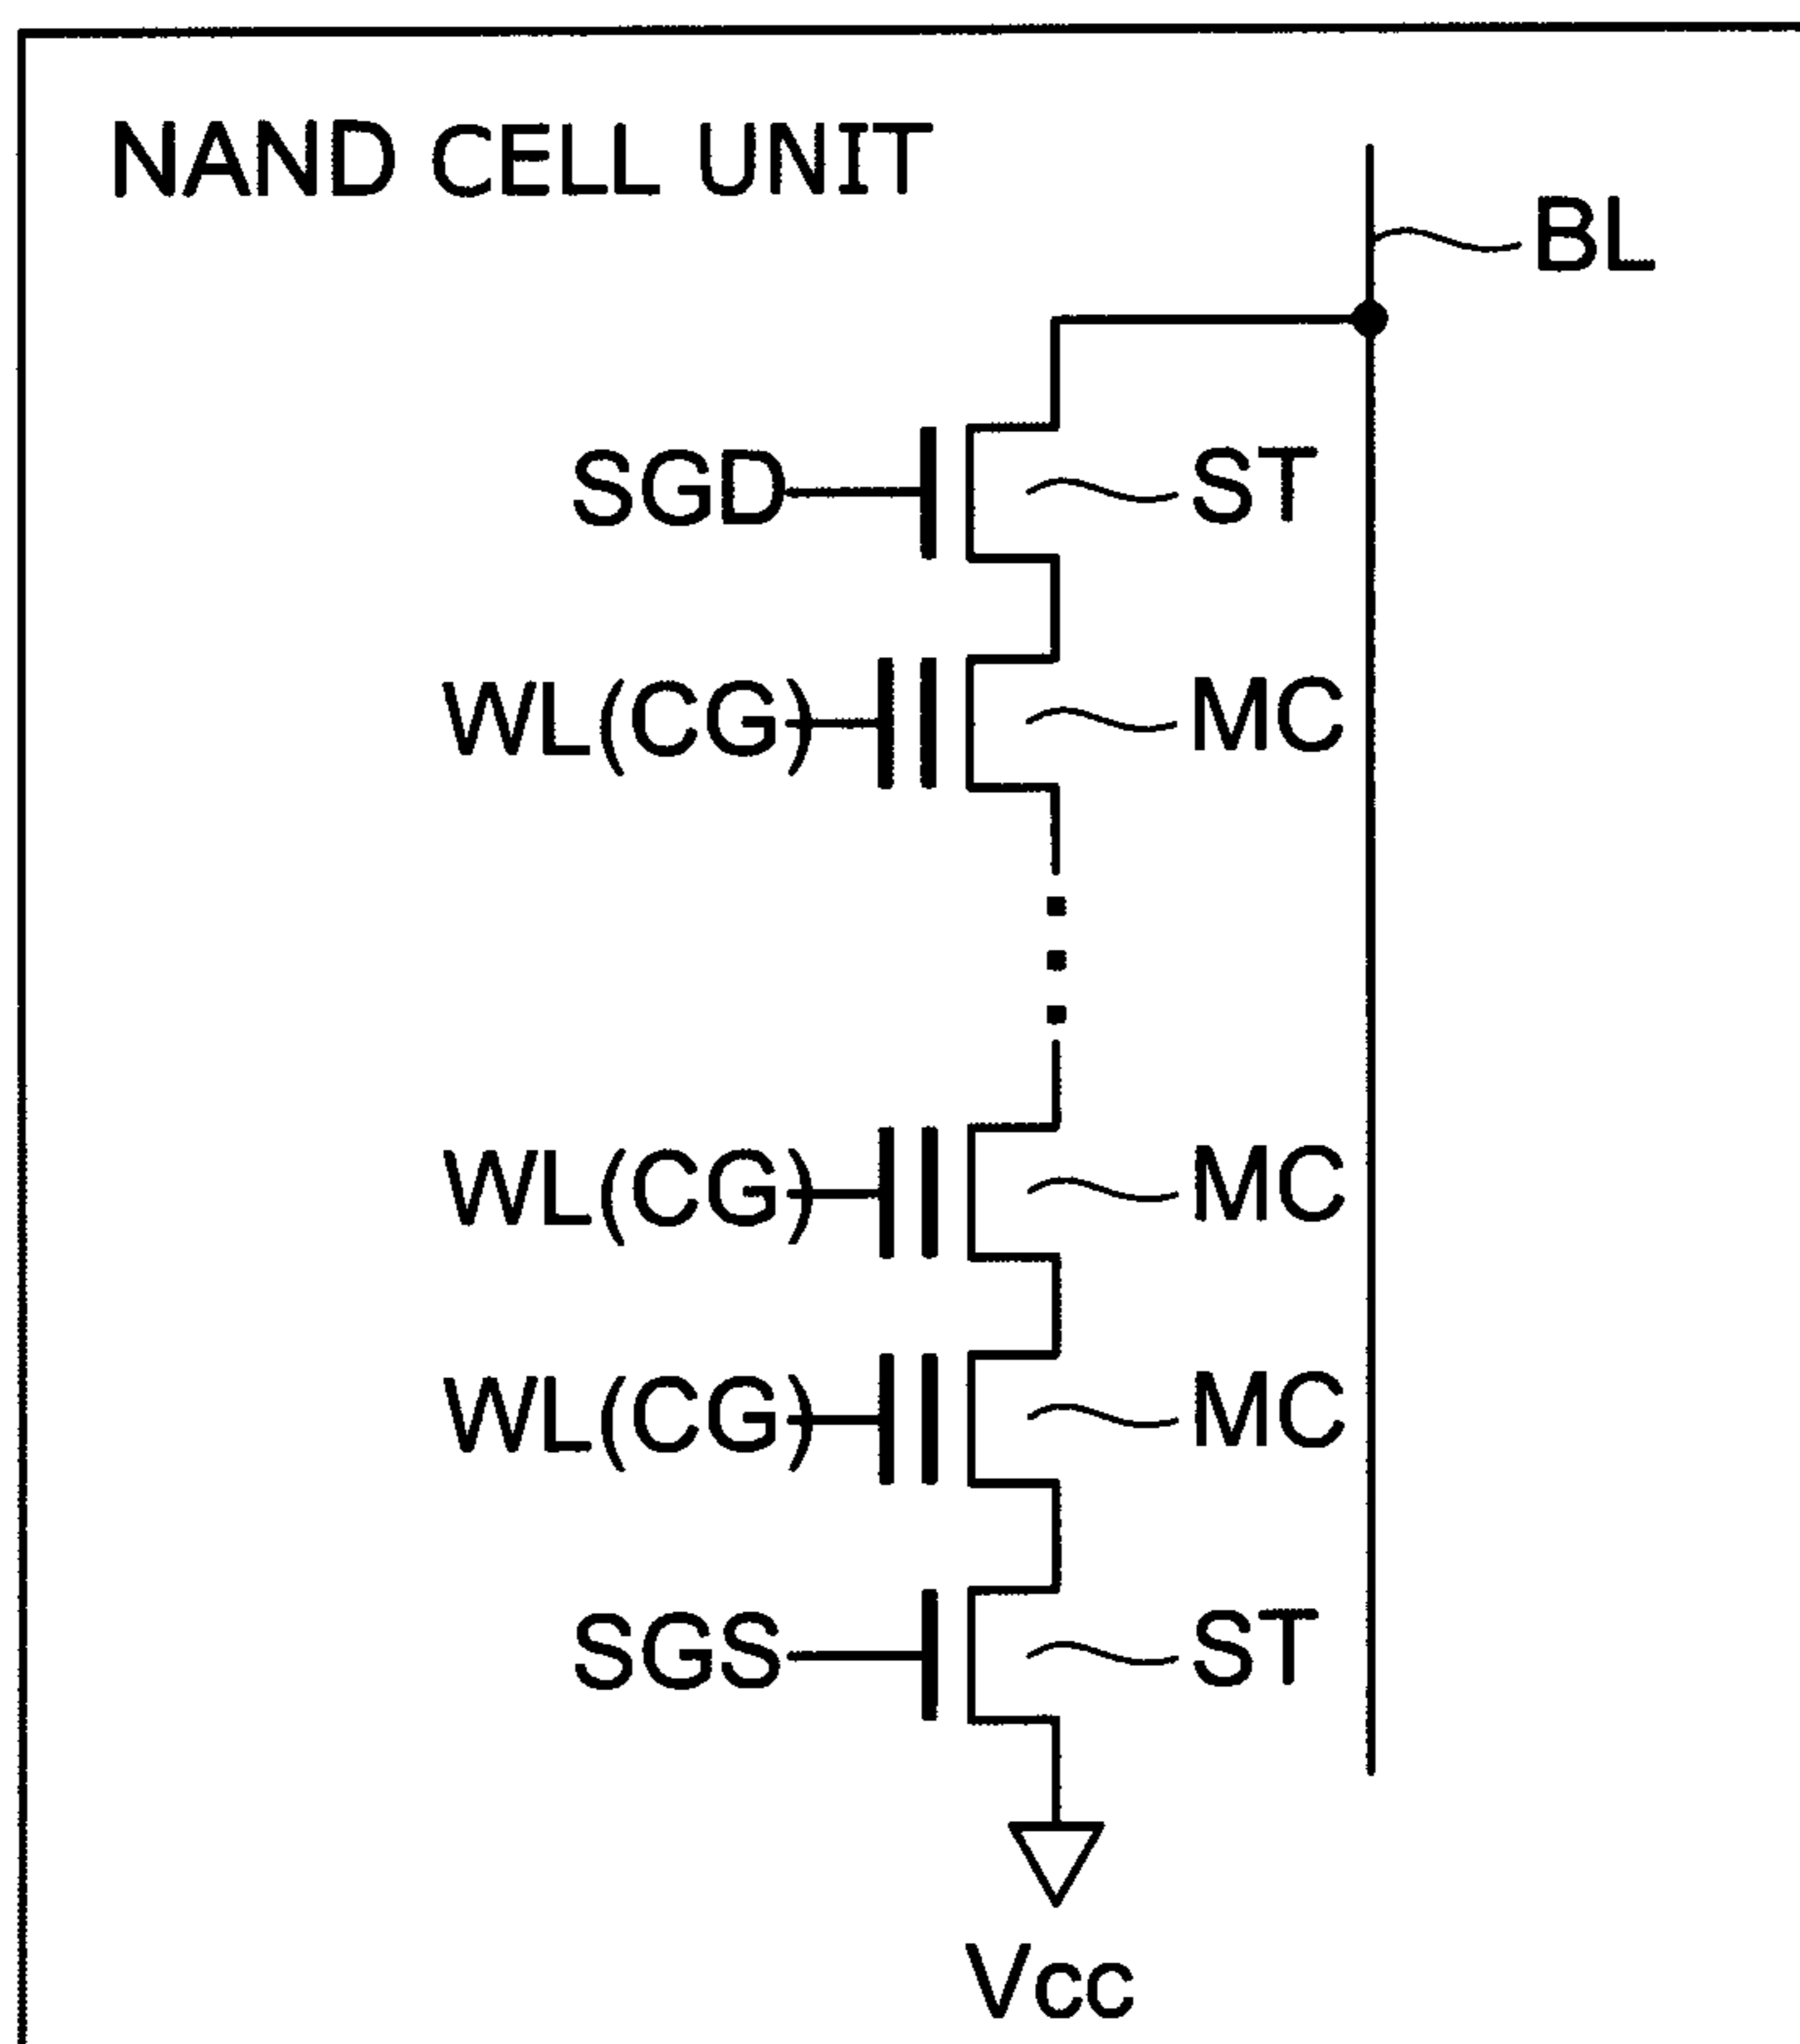 NAND CELL UNIT
BL
SGD ST
WL(CG) MC
WL(CG) MC
WL(CG) MC
SGS ST
Vcc